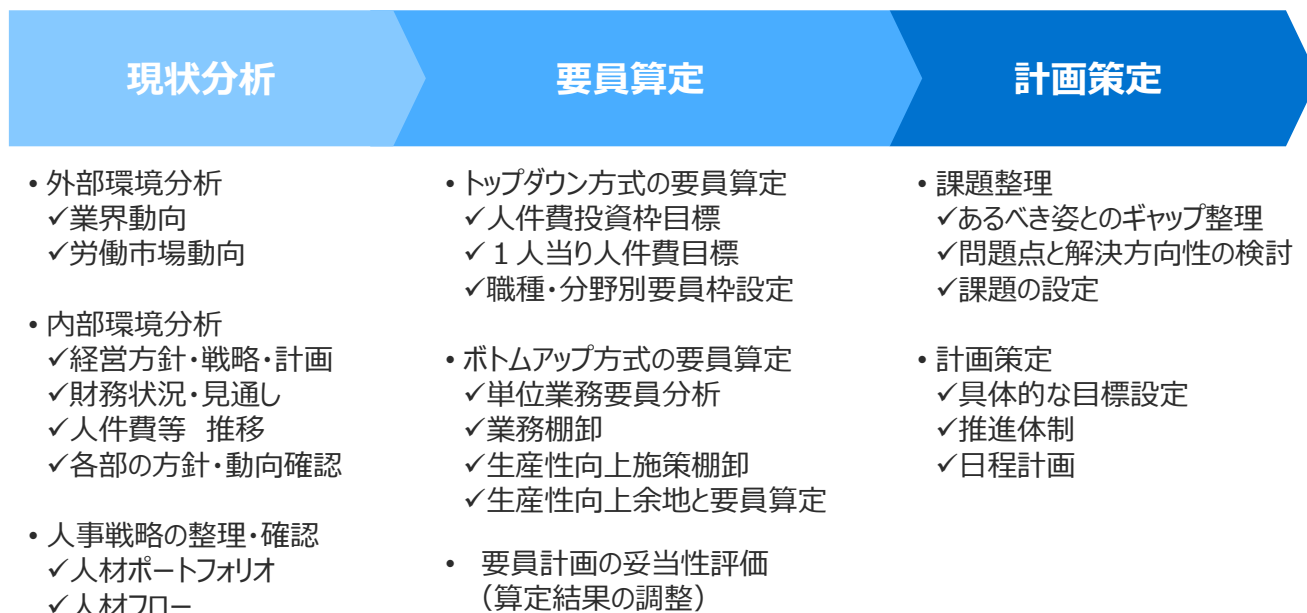 現状分析
要員算定
計画策定
• 外部環境分析
✓業界動向
✓労働市場動向
• 内部環境分析
✓経営方針・戦略・計画
✓財務状況・見通し
✓人件費等　推移
✓各部の方針・動向確認
• 人事戦略の整理・確認
✓人材ポートフォリオ
✓人材フロー
• トップダウン方式の要員算定
✓人件費投資枠目標
✓１人当り人件費目標
✓職種・分野別要員枠設定
• ボトムアップ方式の要員算定
✓単位業務要員分析
✓業務棚卸
✓生産性向上施策棚卸
✓生産性向上余地と要員算定
• 要員計画の妥当性評価
（算定結果の調整）
• 課題整理
✓あるべき姿とのギャップ整理
✓問題点と解決方向性の検討
✓課題の設定
• 計画策定
✓具体的な目標設定
✓推進体制
✓日程計画